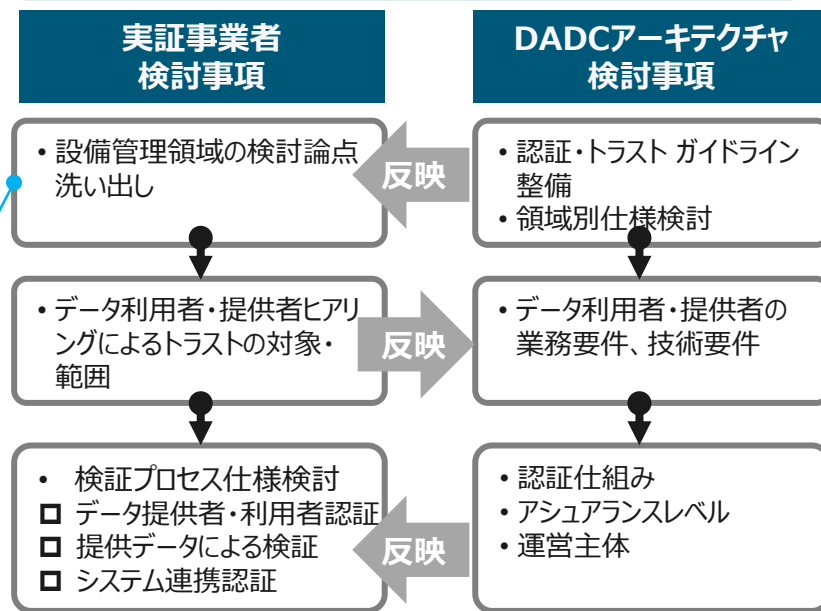 実証事業者
検討事項
DADCアーキテクチャ
検討事項
• 設備管理領域の検討論点
洗い出し
反映
• 認証・トラスト ガイドライン
整備
• 領域別仕様検討
• データ利用者・提供者ヒアリ
ングによるトラストの対象・
範囲
反映
• データ利用者・提供者の
業務要件、技術要件
• 検証プロセス仕様検討
データ提供者・利用者認証
提供データによる検証
システム連携認証
反映
• 認証仕組み
• アシュアランスレベル
• 運営主体